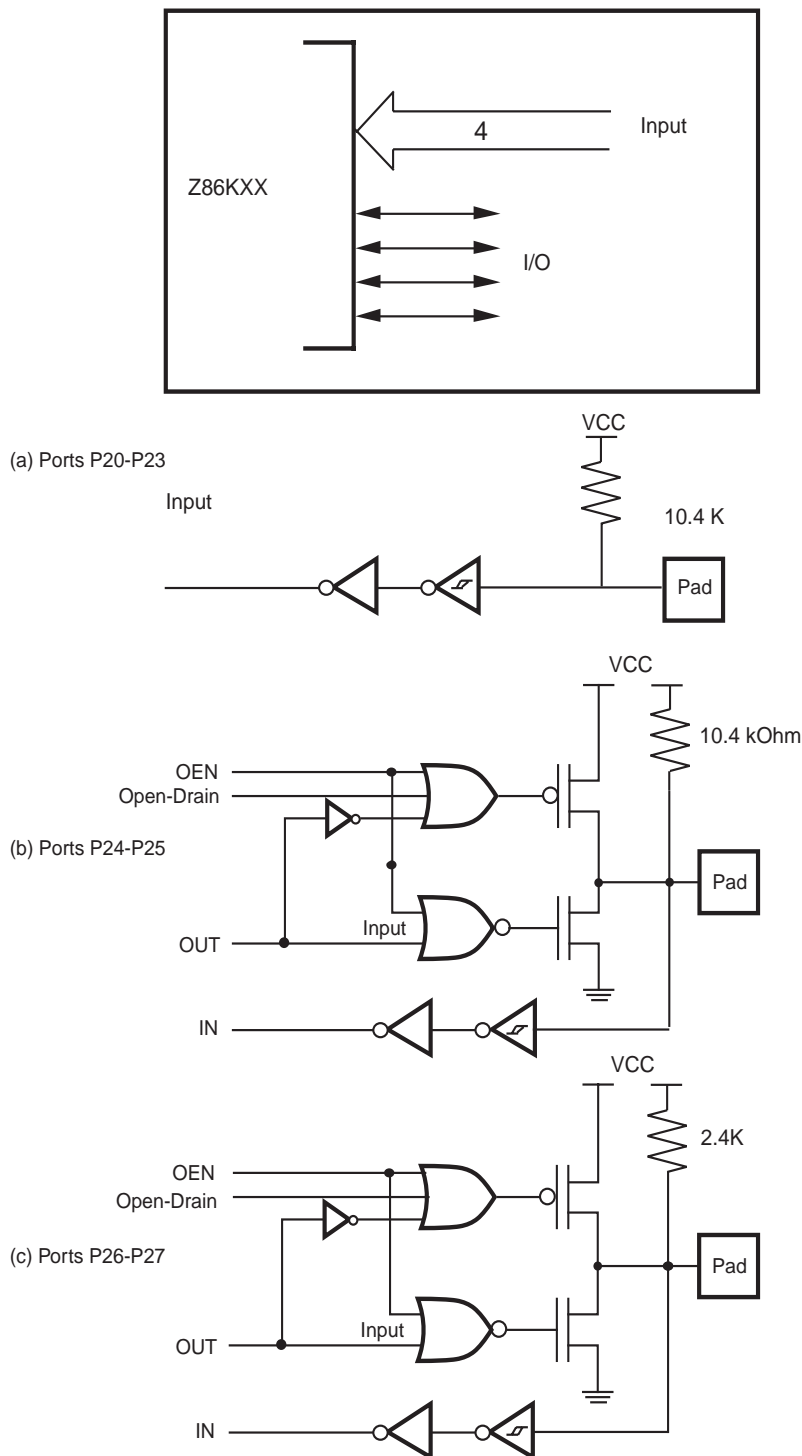 4
Input
Z86KXX
I/O
VCC
(a) Ports P20-P23
Input
10.4 K
Pad
VCC
10.4 kOhm
OEN
Open-Drain
(b) Ports P24-P25
Pad
Input
OUT
IN
VCC
2.4K
OEN
Open-Drain
(c) Ports P26-P27
Pad
Input
OUT
IN